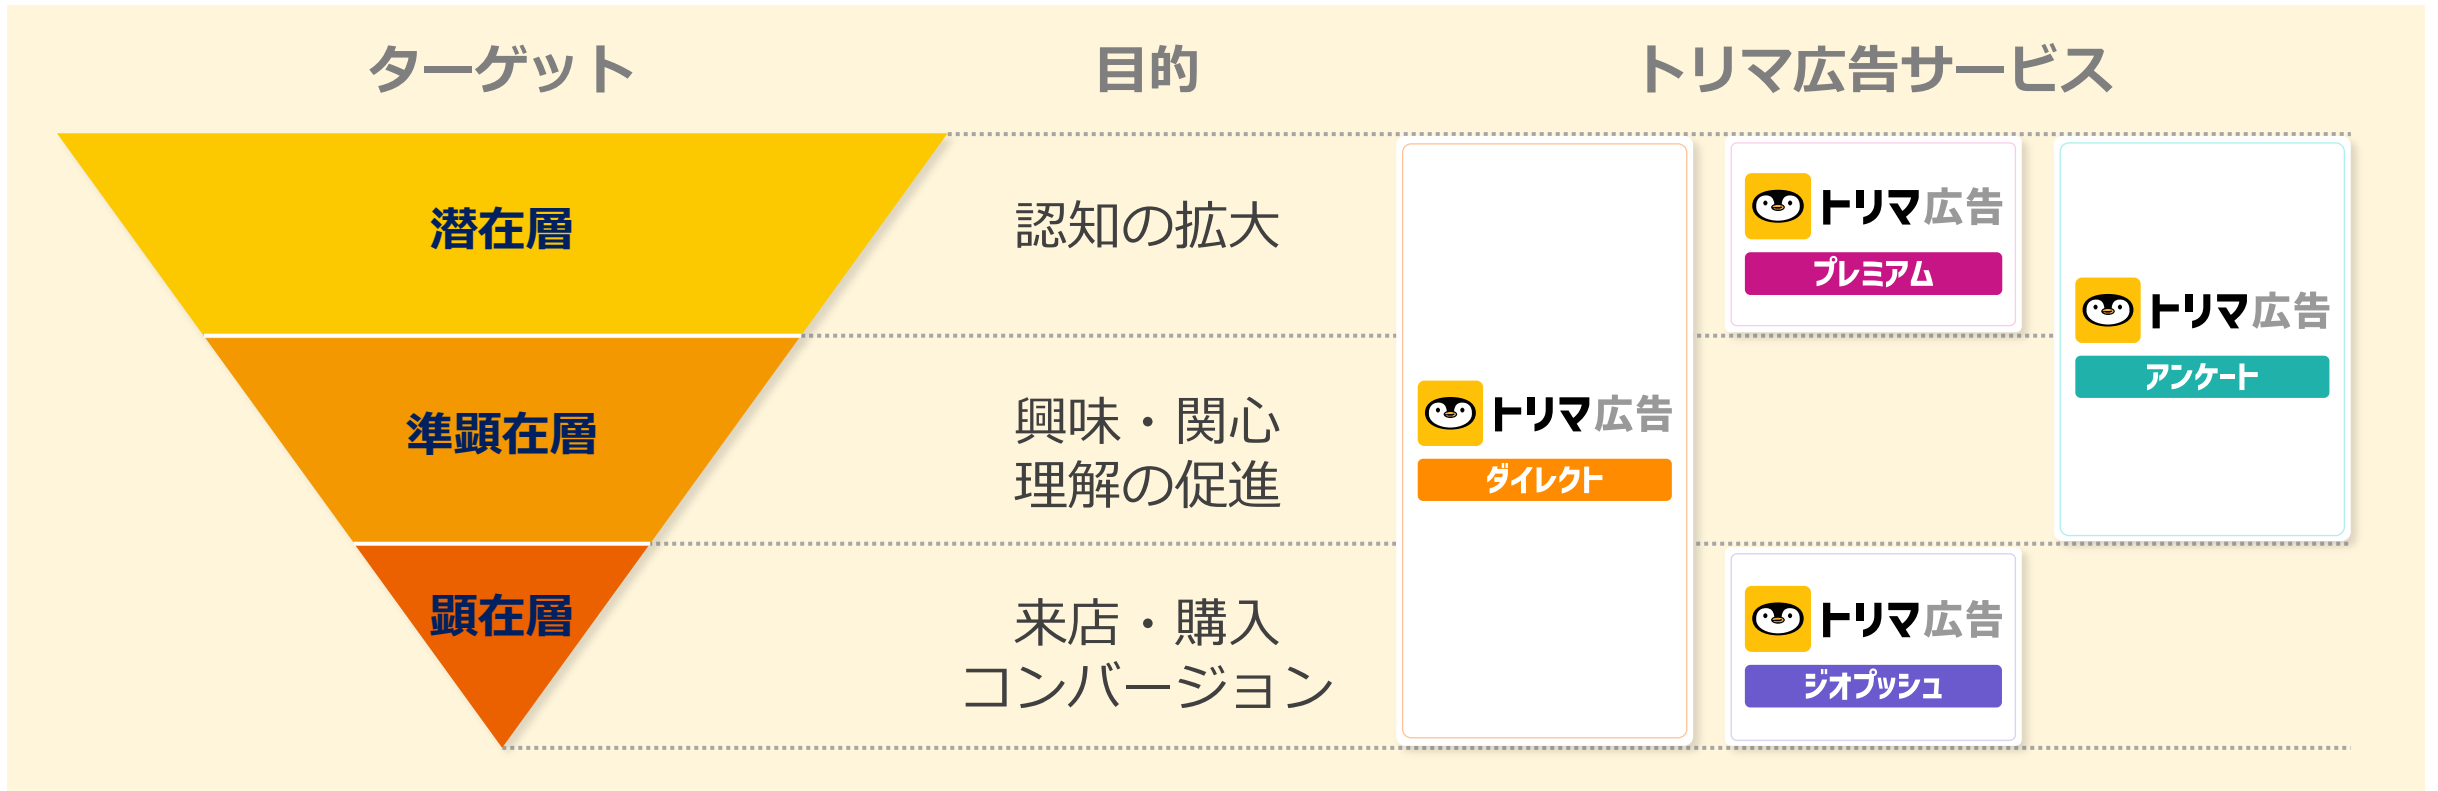 ターゲット
目的
トリマ広告サービス
潜在層
認知の拡大
トリマ広告
プレミアム
トリマ広告
アンケート
準顕在層
興味・関心
理解の促進
トリマ広告
ダイレクト
顕在層
来店・購入
コンバージョン
トリマ広告
ジオプッシュ